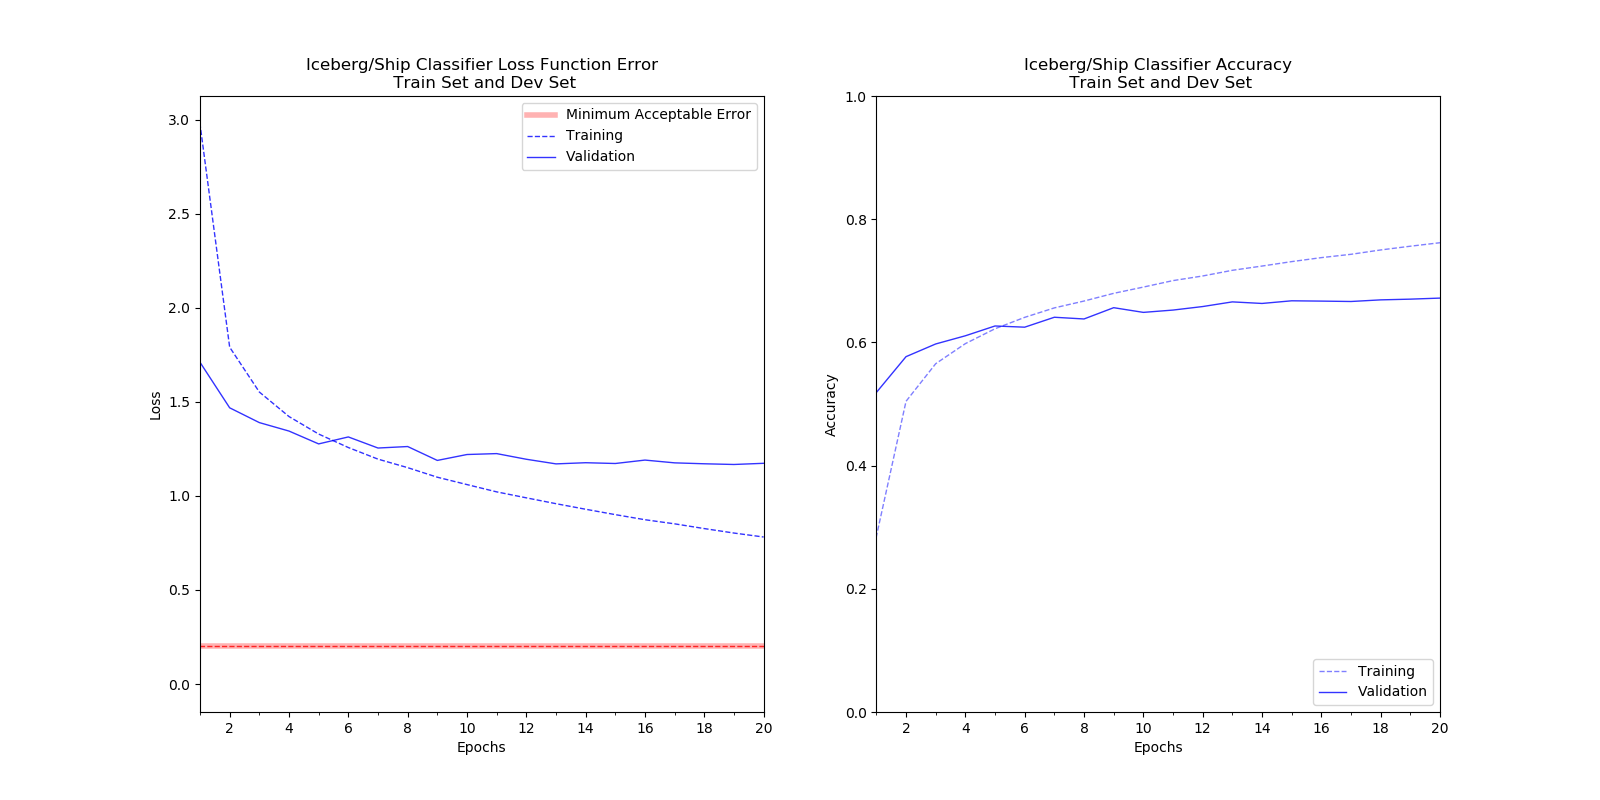 Iceberg/Ship Classifier Loss Function Error
Train Set and Dev Set
3.0
2.5
2.0
1.5
1.0
0.5
0.0
Loss
Minimum Acceptable Error
Training
Validation
2 4 6 8 10 12 14 16 18 20
Epochs
Iceberg/Ship Classifier Accuracy
Train Set and Dev Set
1.0
0.8
0.6
0.4
0.2
0.0
Accuracy
Training
Validation
2 4 6 8 10 12 14 16 18 20
Epochs